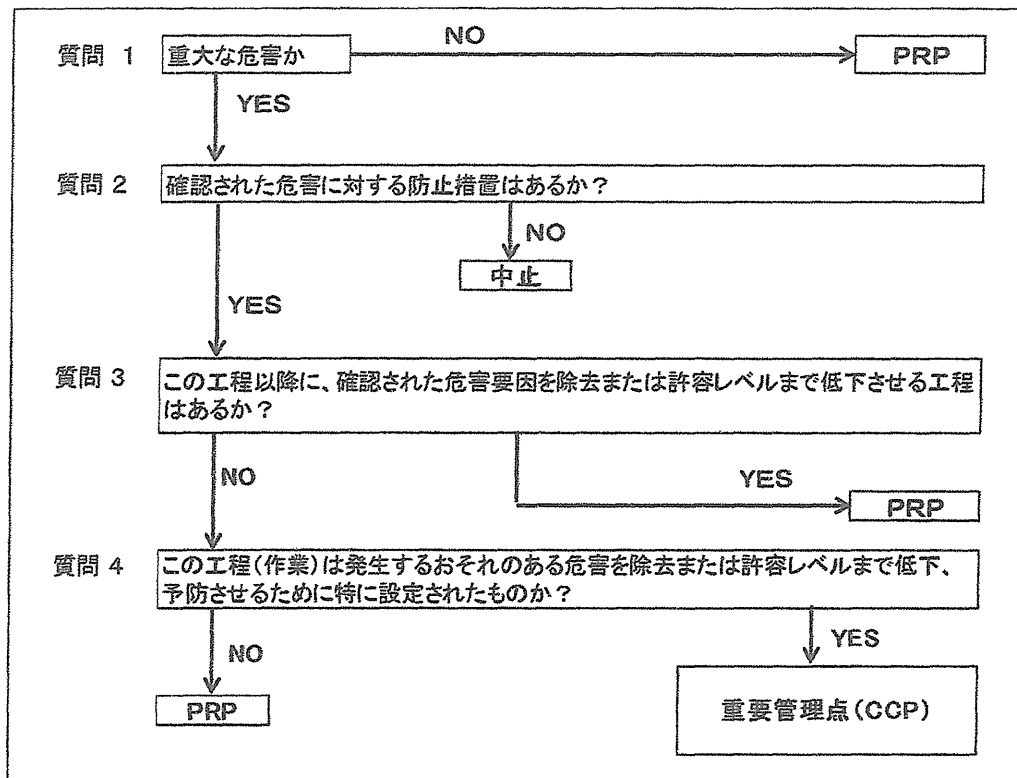 質問 1
重大な危害か
NO
PRP
YES
質問 2
確認された危害に対する防止措置はあるか？
NO
中止
YES
質問 3
この工程以降に、確認された危害要因を除去または許容レベルまで低下させる工程
はあるか？
NO
YES
PRP
質問 4
この工程(作業)は発生するおそれのある危害を除去または許容レベルまで低下、
予防させるために特に設定されたものか？
NO
YES
PRP
重要管理点(CCP)